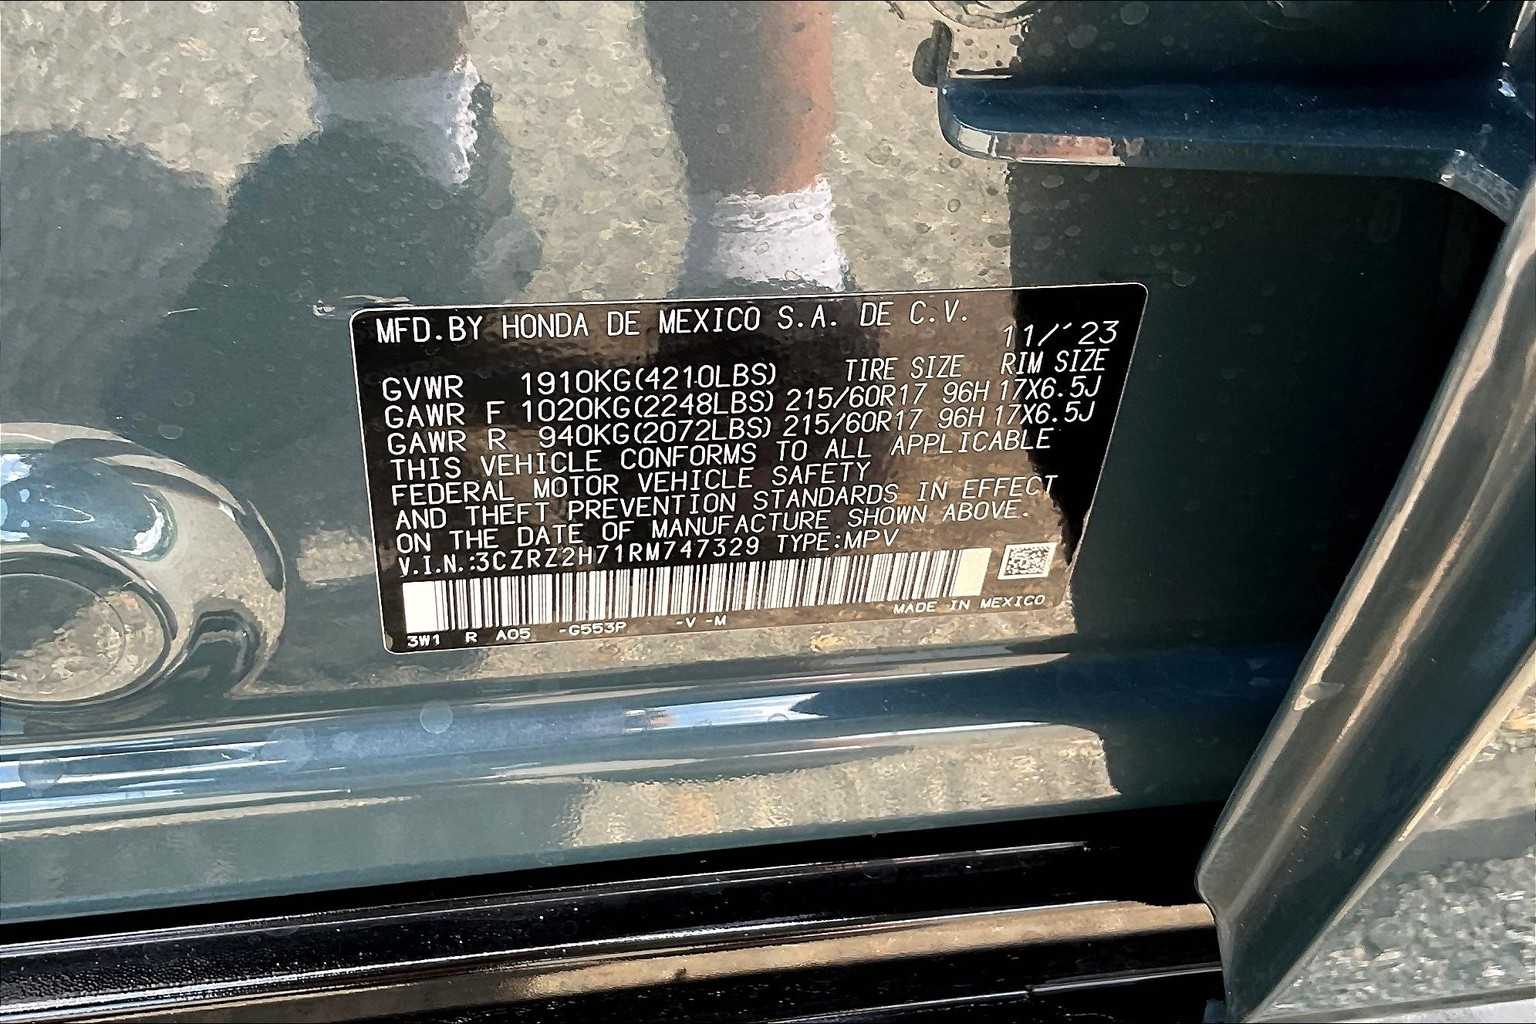 MFD.BY HONDA DE MEXICO S.A. DE C.V.
11/'23
TIRE SIZE RIM SIZE
GVWR 1910KG(4210LBS)
GAWR F 1020KG(2248LBS) 215/60R17 96H 17X6.5J
GAWR R 940KG(2072LBS) 215/60R17 96H 17X6.5J
THIS VEHICLE CONFORMS TO ALL APPLICABLE
FEDERAL MOTOR VEHICLE SAFETY
AND THEFT PREVENTION STANDARDS IN EFFECT
ON THE DATE OF MANUFACTURE SHOWN ABOVE.
V.I.N.:3CZRZ2H71RM747329 TYPE:MPV
MADE IN MEXICO
3W1 R A05 -G553P -V -M